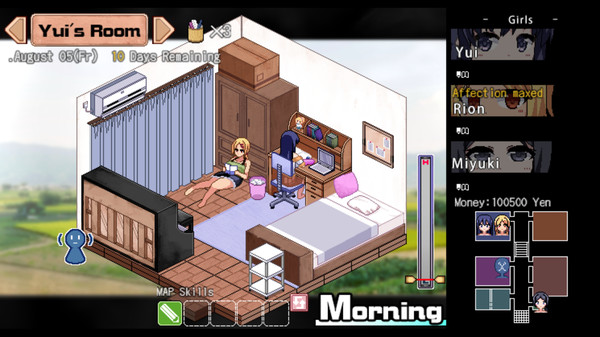 Yui's Room
×3
.August 05(Fr) 10 Days Remaining
MAP Skills
Morning
- Girls -
Yui
Affection maxed
Rion
Miyuki
Money:100500 Yen